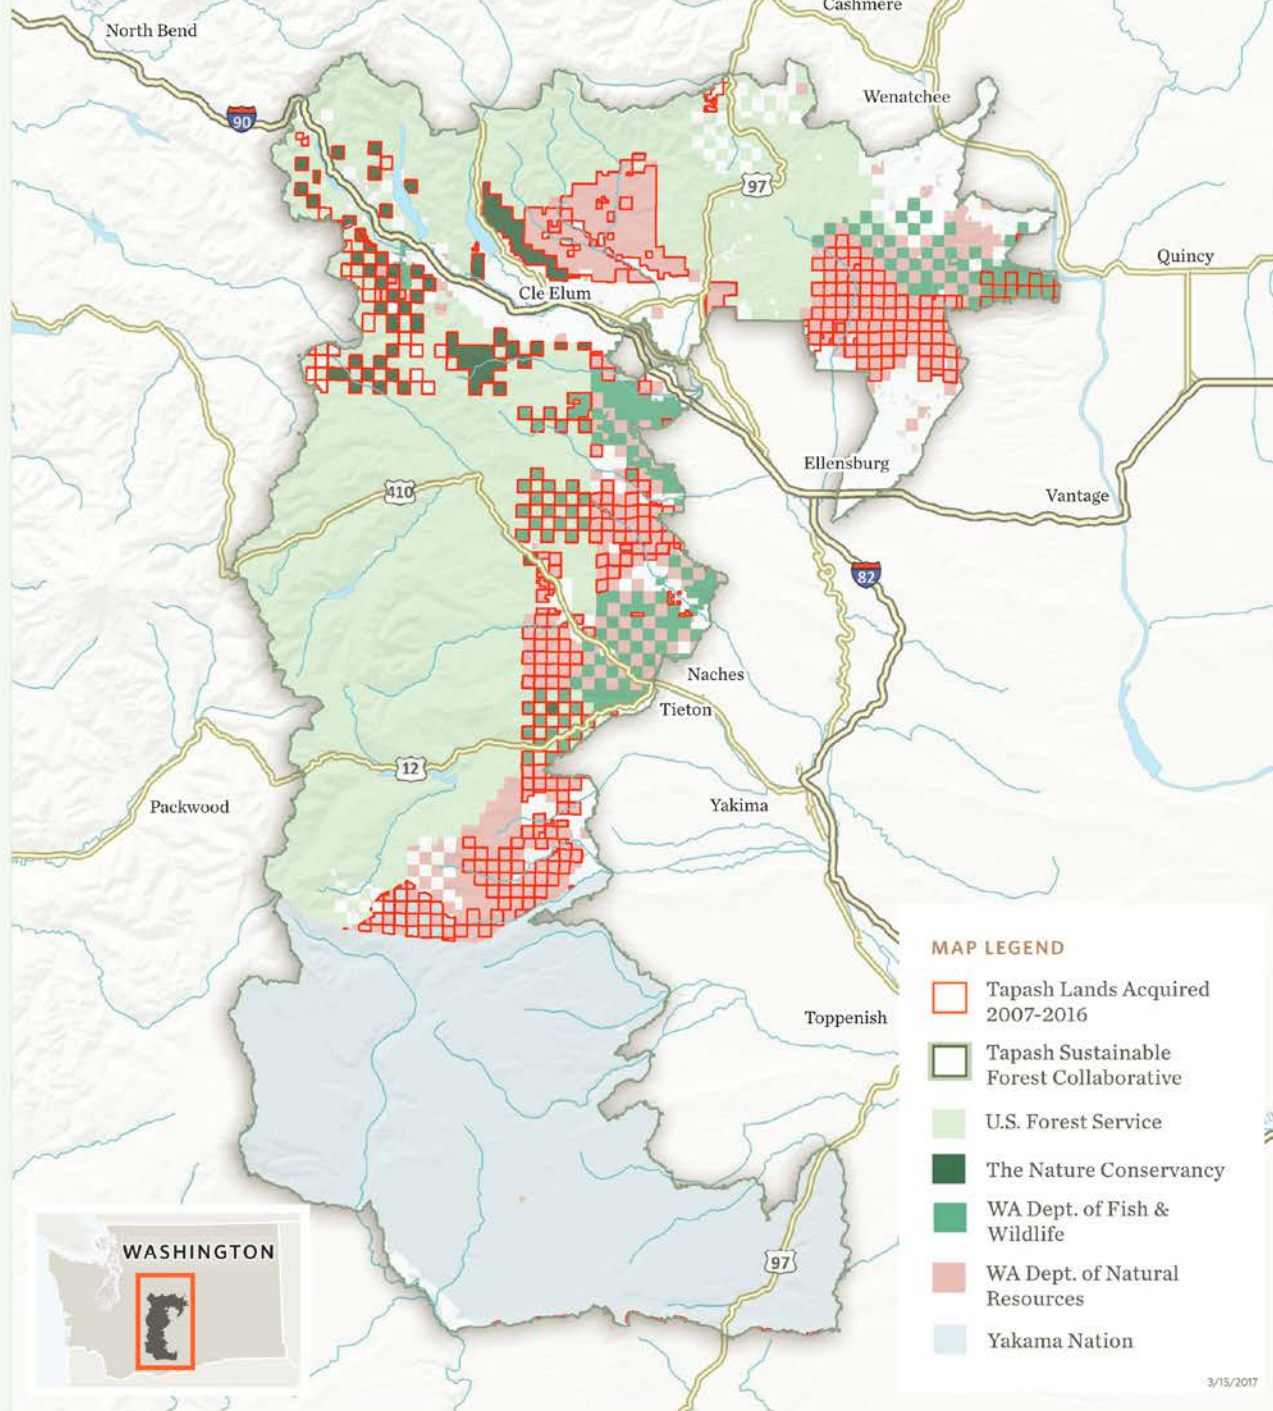 Cashmere
North Bend
Wenatchee
90
97
Quincy
Cle Elum
Ellensburg
410
Vantage
82
Naches
Tieton
12
Packwood
Yakima
MAP LEGEND
Tapash Lands Acquired
2007-2016
Toppenish
Tapash Sustainable
Forest Collaborative
U.S. Forest Service
The Nature Conservancy
WA Dept. of Fish &
Wildlife
WASHINGTON
97
WA Dept. of Natural
Resources
Yakama Nation
3/15/2017